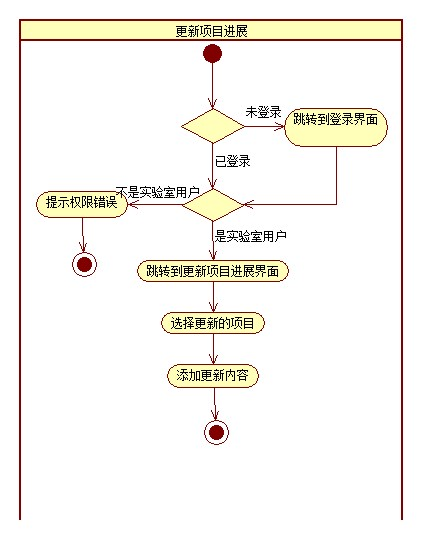 更新项目进展
未登录
跳转到登录界面
已登录
不是实验室用户
提示权限错误
是实验室用户
跳转到更新项目进展界面
选择更新的项目
添加更新内容